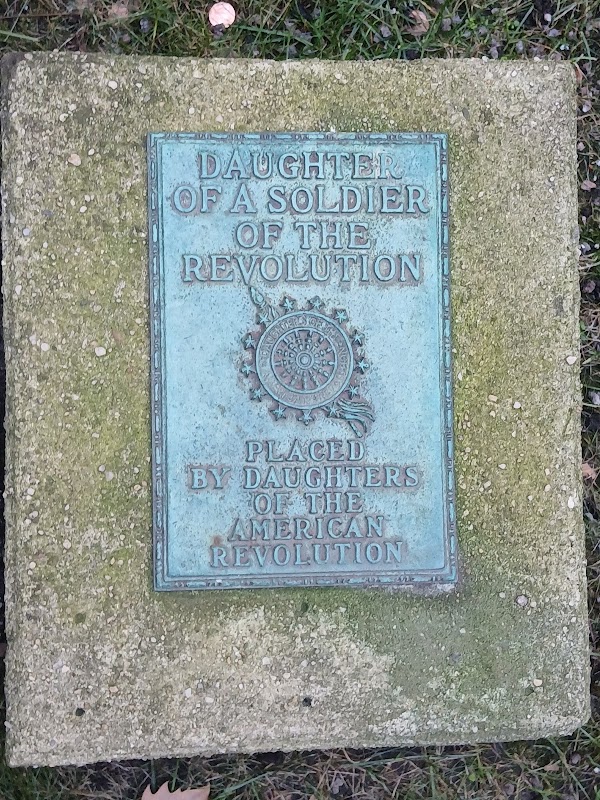 DAUGHTER
OF A SOLDIER
OF THE
REVOLUTION
PLACED
BY DAUGHTERS
OF THE
AMERICAN
REVOLUTION